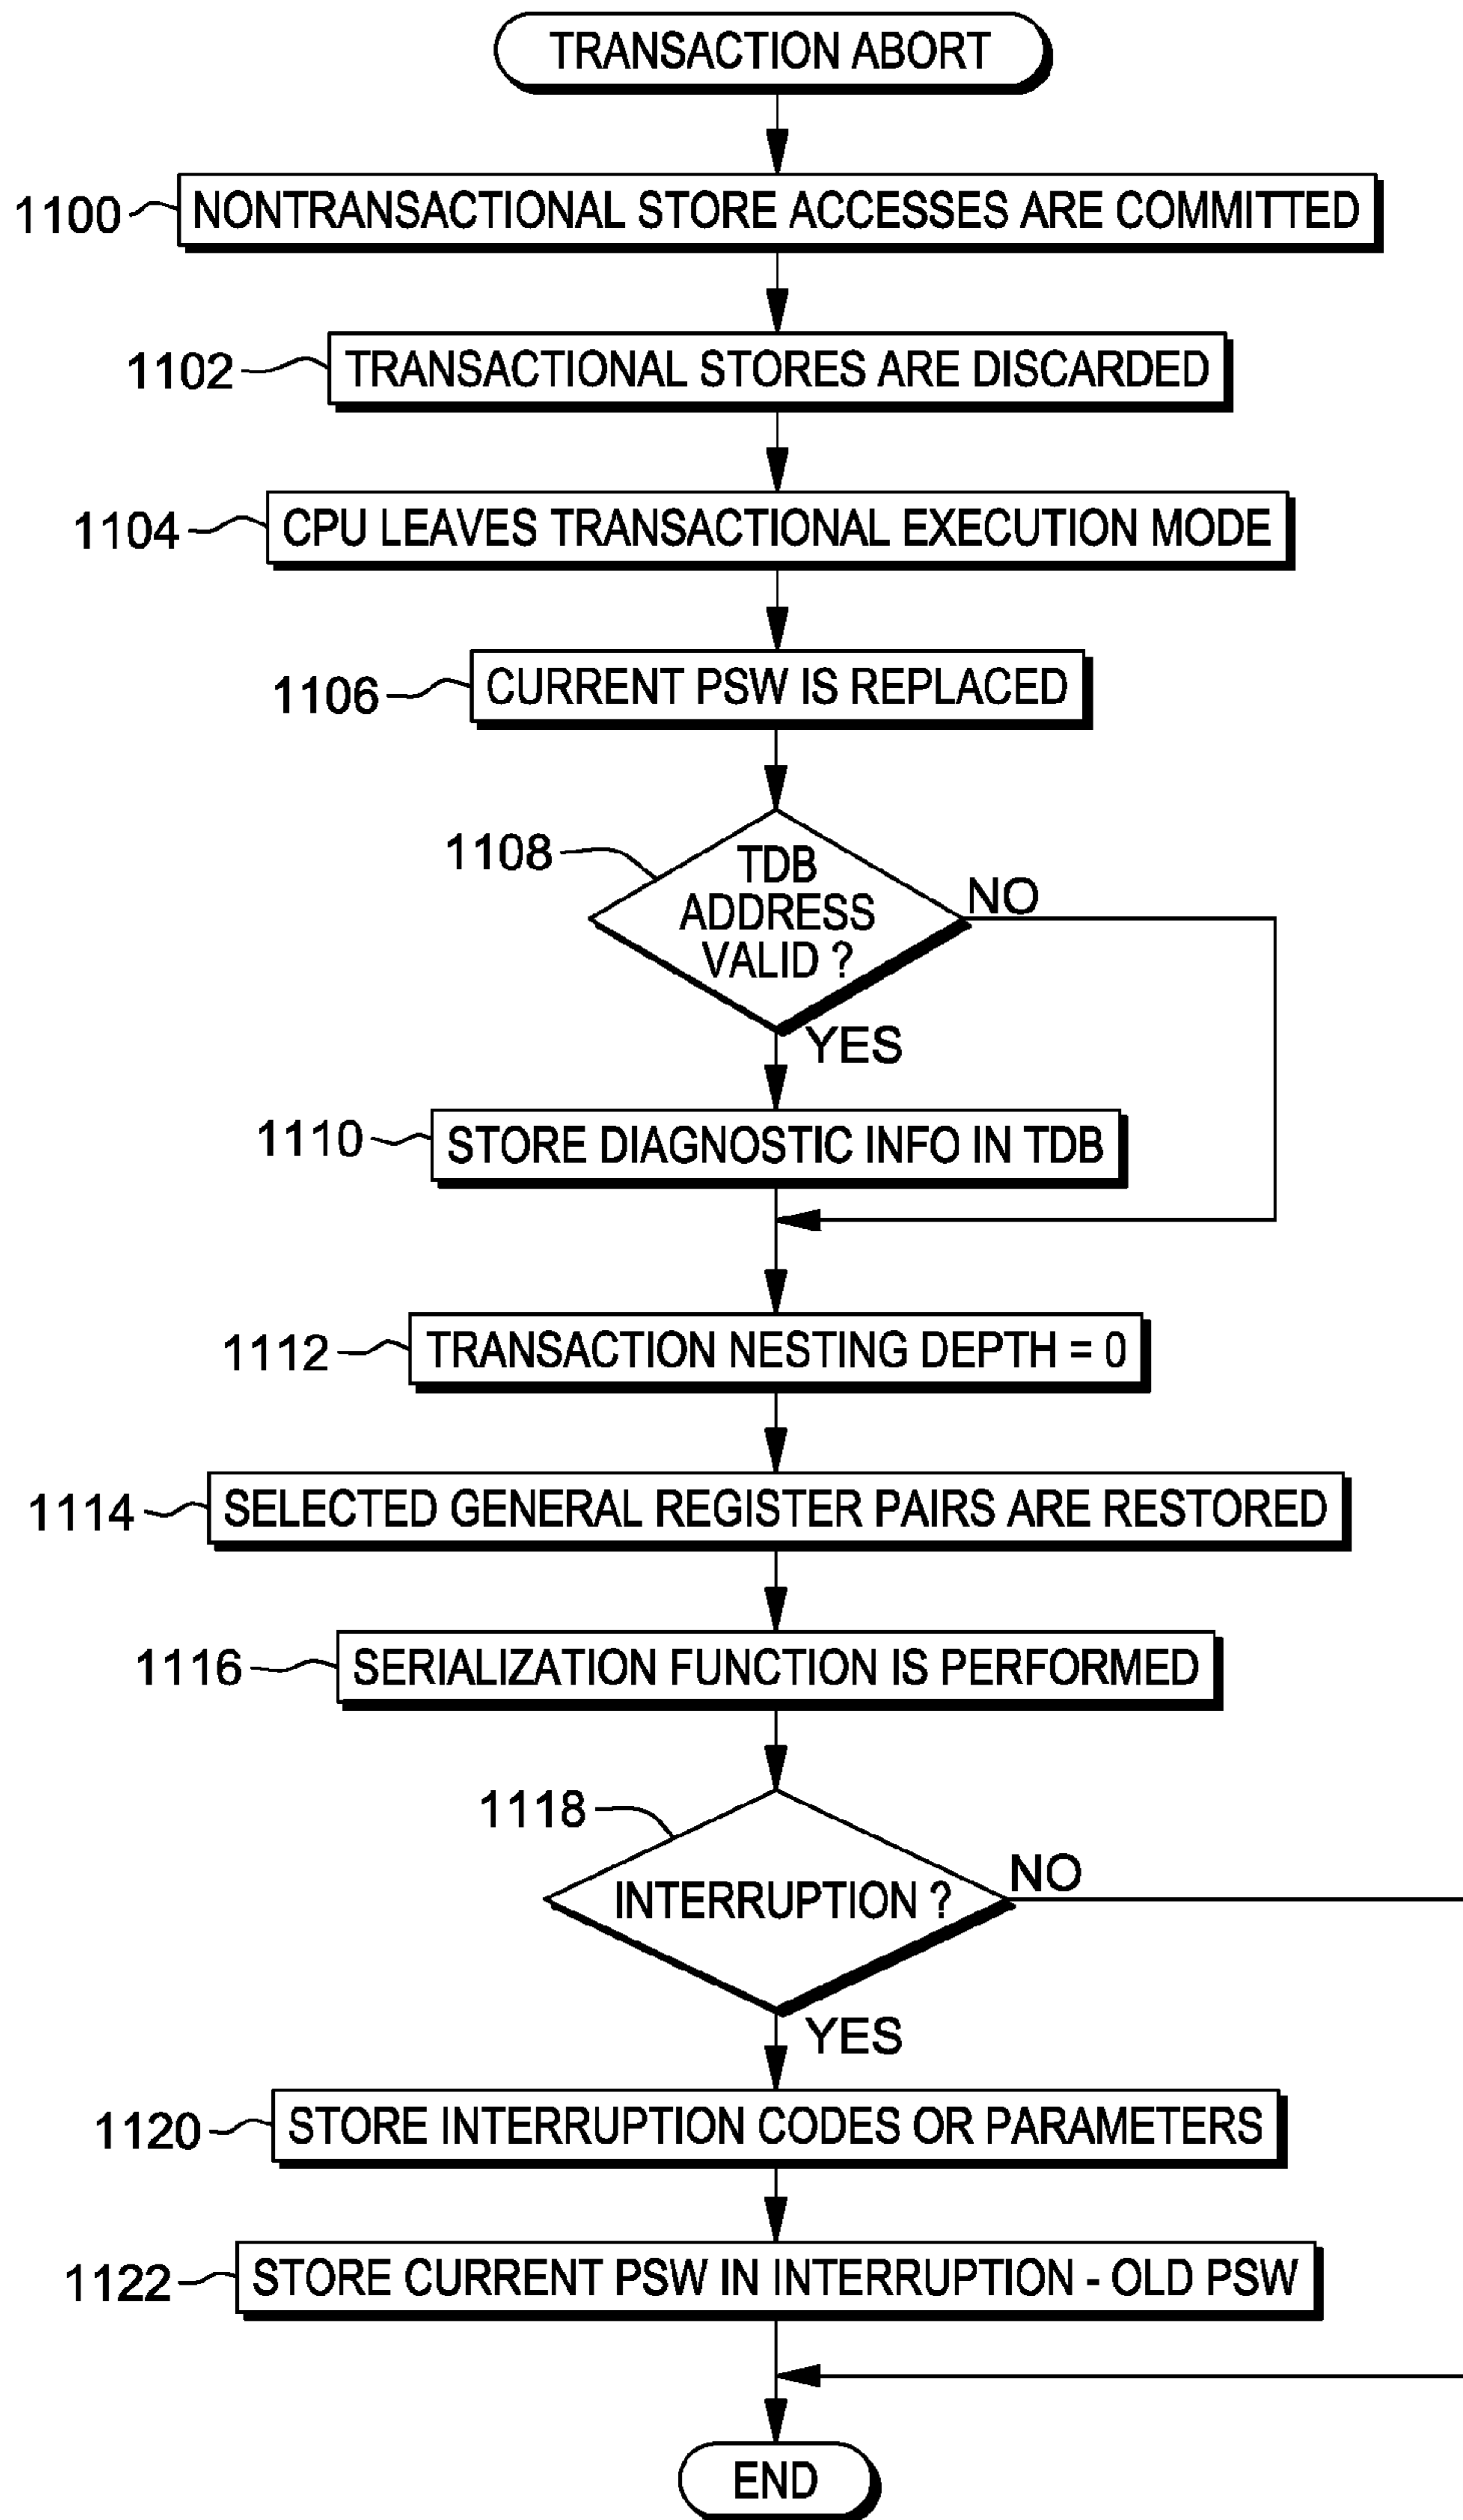 TRANSACTION ABORT
1100 NONTRANSACTIONAL STORE ACCESSES ARE COMMITTED
1102 TRANSACTIONAL STORES ARE DISCARDED
1104 CPU LEAVES TRANSACTIONAL EXECUTION MODE
1106 CURRENT PSW IS REPLACED
1108
TDB
ADDRESS
VALID ?
NO
YES
1110 STORE DIAGNOSTIC INFO IN TDB
1112 TRANSACTION NESTING DEPTH = 0
1114 SELECTED GENERAL REGISTER PAIRS ARE RESTORED
1116 SERIALIZATION FUNCTION IS PERFORMED
1118
INTERRUPTION ?
NO
YES
1120 STORE INTERRUPTION CODES OR PARAMETERS
1122 STORE CURRENT PSW IN INTERRUPTION - OLD PSW
END